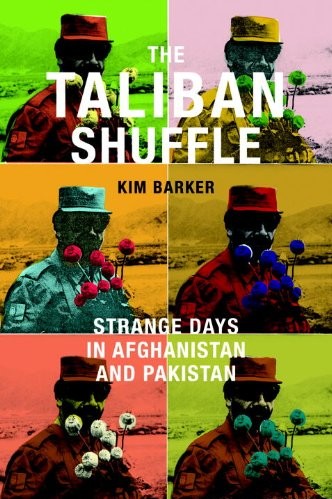 THE
TALIBAN
SHUFFLE
KIM BARKER
STRANGE DAYS
IN AFGHANISTAN
AND PAKISTAN